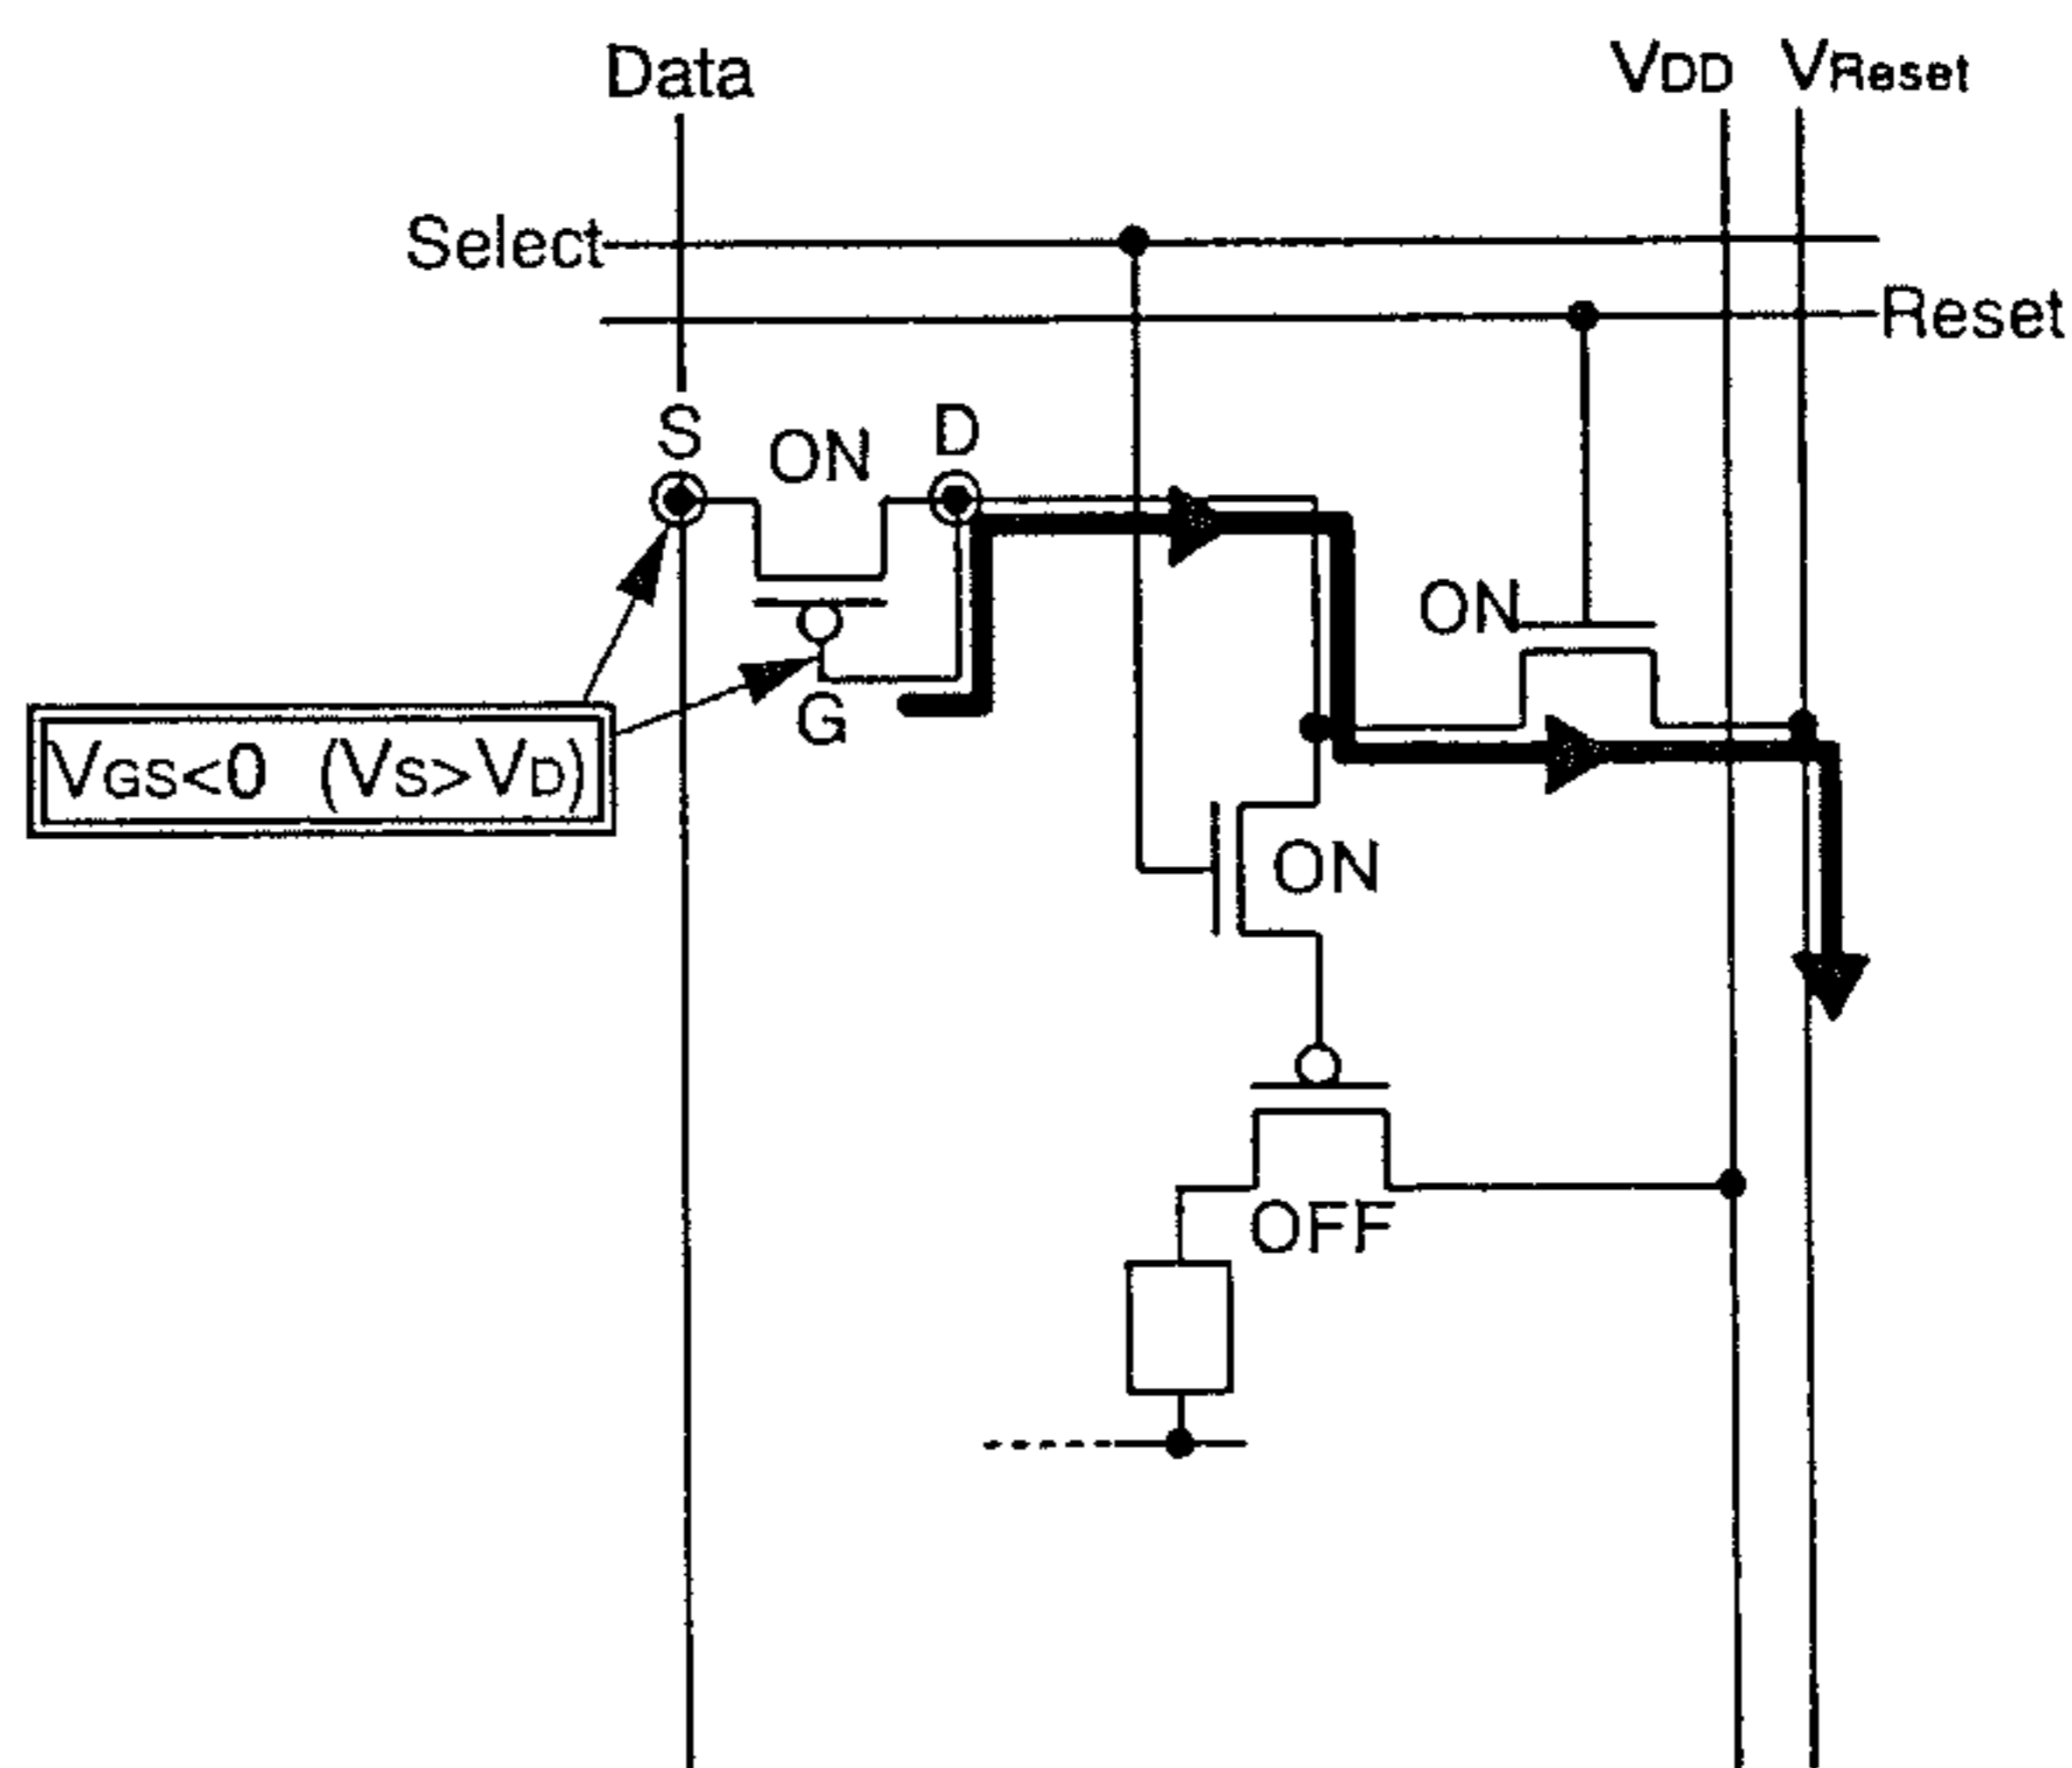 Data
VDD
VReset
Select
Reset
S
ON
D
ON
G
VGS<0 (VS>VD)
ON
OFF